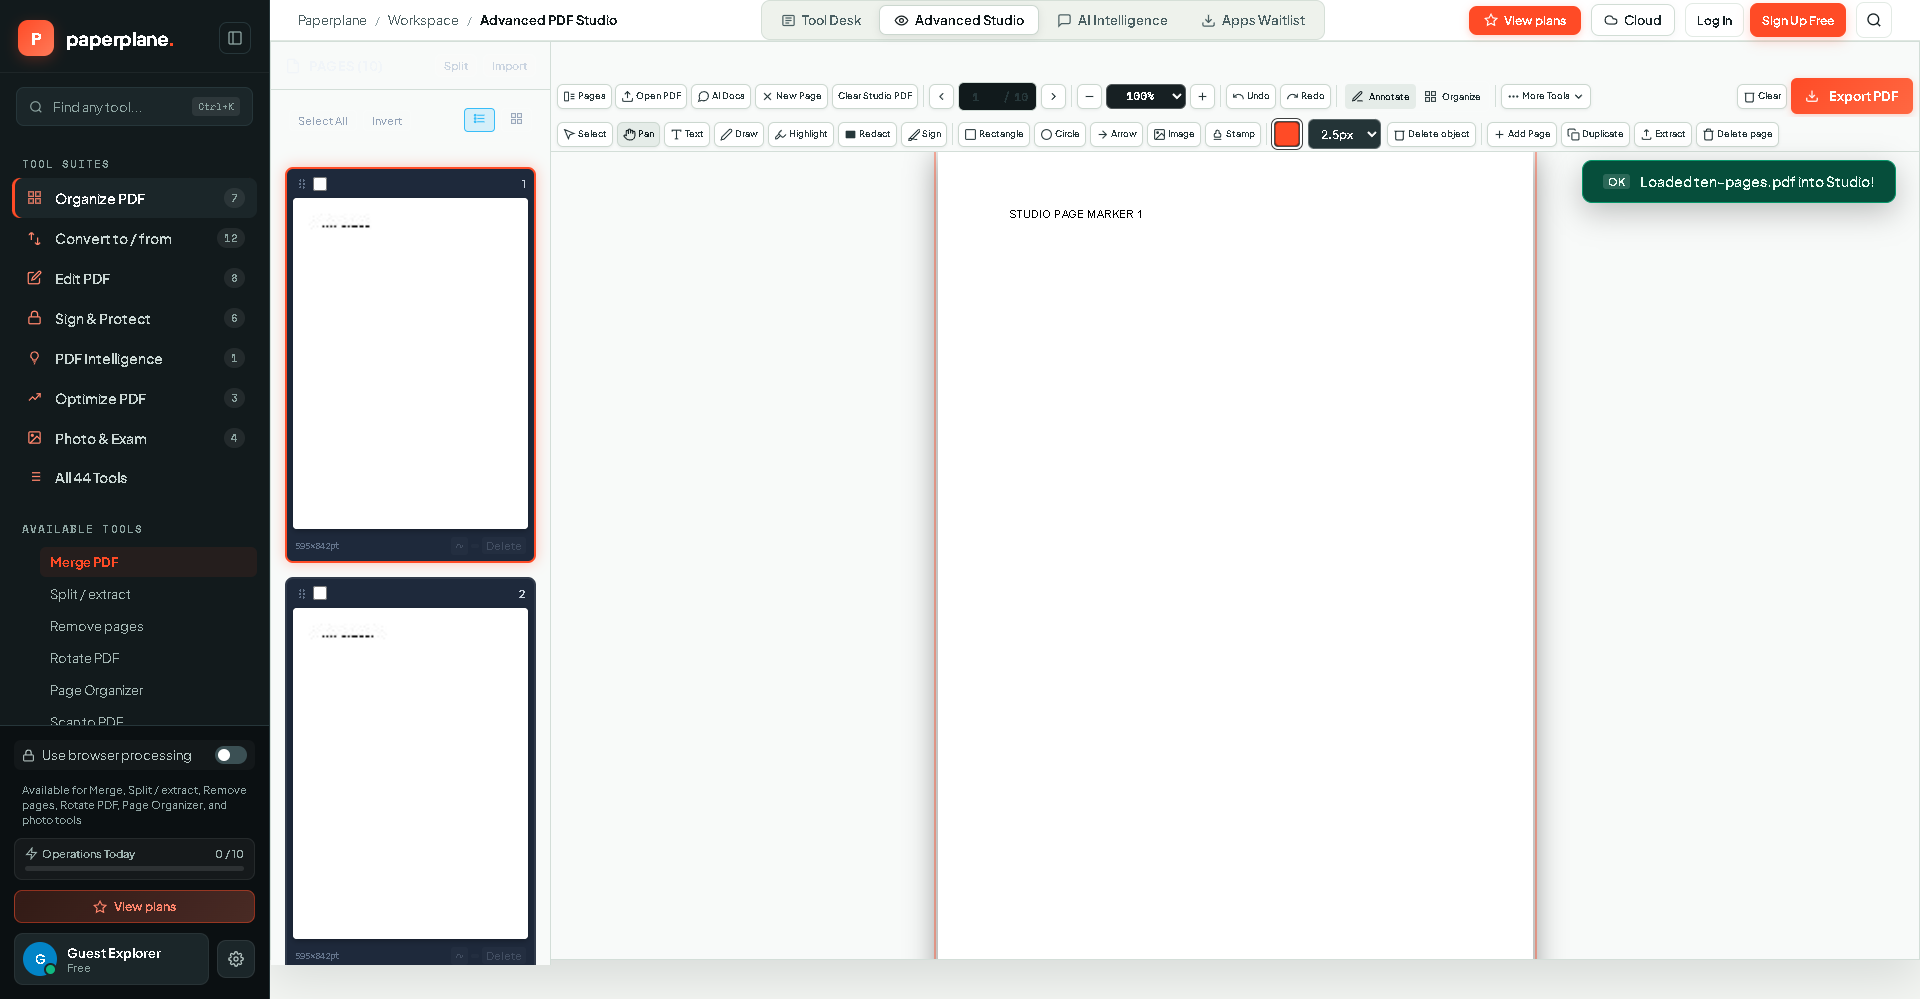 P paperplane.
Find any tool... Ctrl+K
TOOL SUITES
Organize PDF 7
Convert to / from 12
Edit PDF 8
Sign & Protect 6
PDF Intelligence 1
Optimize PDF 3
Photo & Exam 4
All 44 Tools
AVAILABLE TOOLS
Merge PDF
Split / extract
Remove pages
Rotate PDF
Page Organizer
Scan to PDF
Use browser processing
Available for Merge, Split / extract, Remove
pages, Rotate PDF, Page Organizer, and
photo tools
Operations Today 0 / 10
View plans
G Guest Explorer
Free
Paperplane / Workspace / Advanced PDF Studio
Tool Desk Advanced Studio AI Intelligence Apps Waitlist
View plans Cloud Log In Sign Up Free
PAGES (10) Split Import
Select All Invert
1
595×842pt Delete
2
595×842pt Delete
Pages Open PDF AI Docs New Page Clear Studio PDF 1 / 10 100% Undo Redo Annotate Organize More Tools Clear Export PDF
Select Pan Text Draw Highlight Redact Sign Rectangle Circle Arrow Image Stamp 2.5px Delete object Add Page Duplicate Extract Delete page
OK Loaded ten-pages.pdf into Studio!
STUDIO PAGE MARKER 1